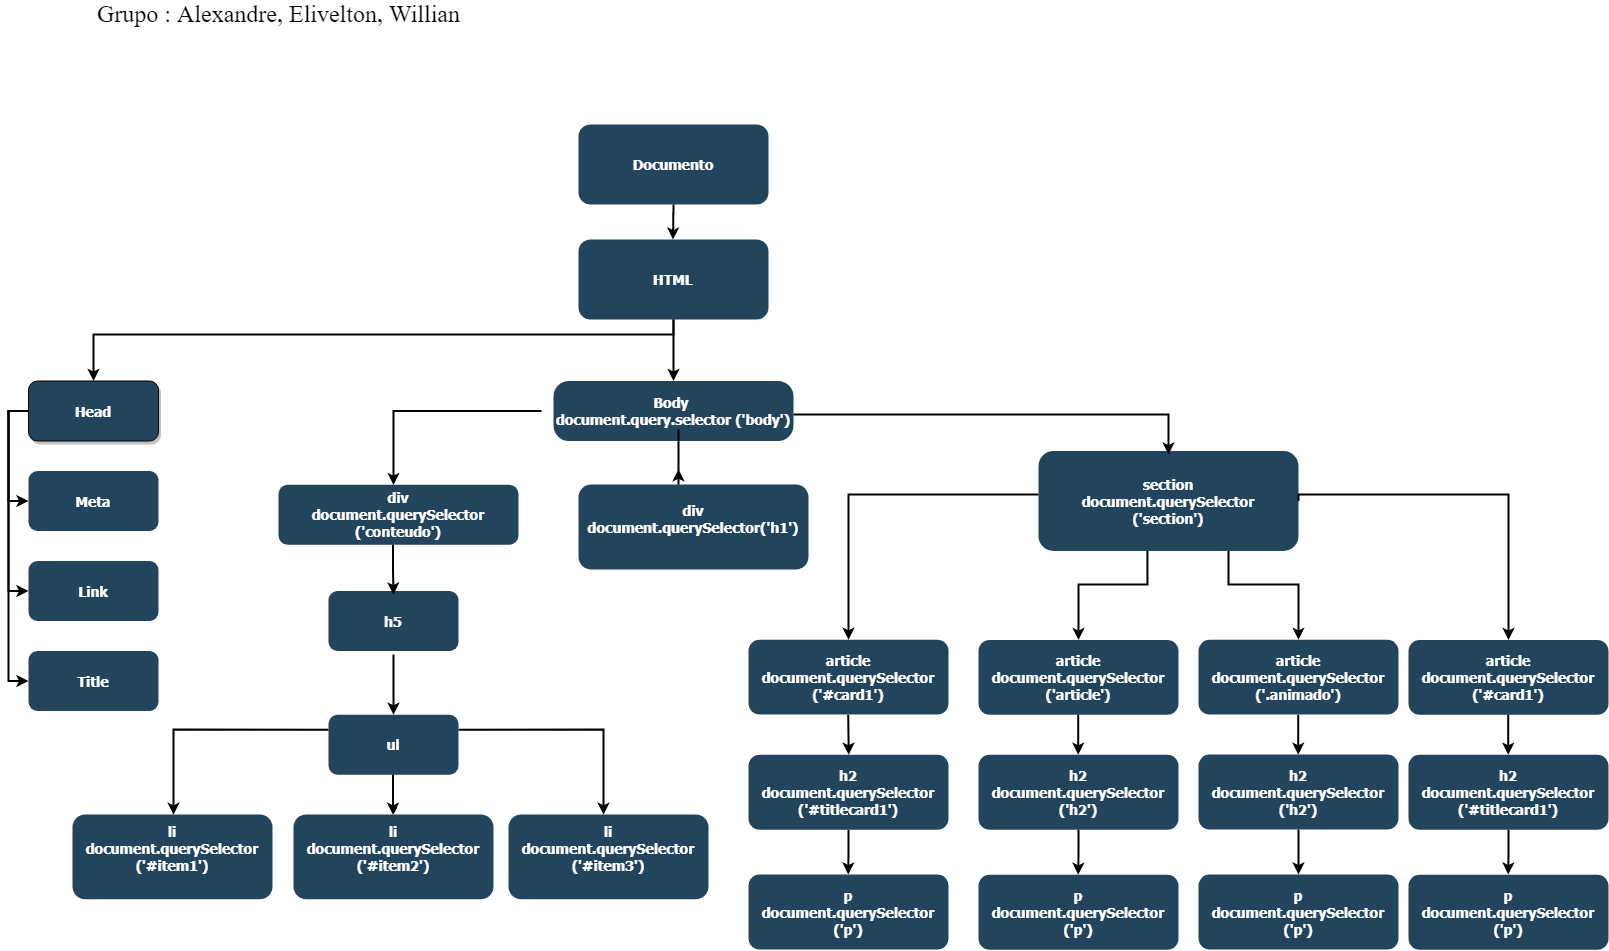 Grupo : Alexandre, Elivelton, Willian
Documento
HTML
Head
Body
document.query.selector ('body')
Meta
Link
Title
div
document.querySelector
('conteudo')
div
document.querySelector('h1')
section
document.querySelector
('section')
h5
ul
li
document.querySelector
('#item1')
li
document.querySelector
('#item2')
li
document.querySelector
('#item3')
article
document.querySelector
('#card1')
article
document.querySelector
('article')
article
document.querySelector
('.animado')
article
document.querySelector
('#card1')
h2
document.querySelector
('#titlecard1')
h2
document.querySelector
('h2')
h2
document.querySelector
('h2')
h2
document.querySelector
('#titlecard1')
p
document.querySelector
('p')
p
document.querySelector
('p')
p
document.querySelector
('p')
p
document.querySelector
('p')